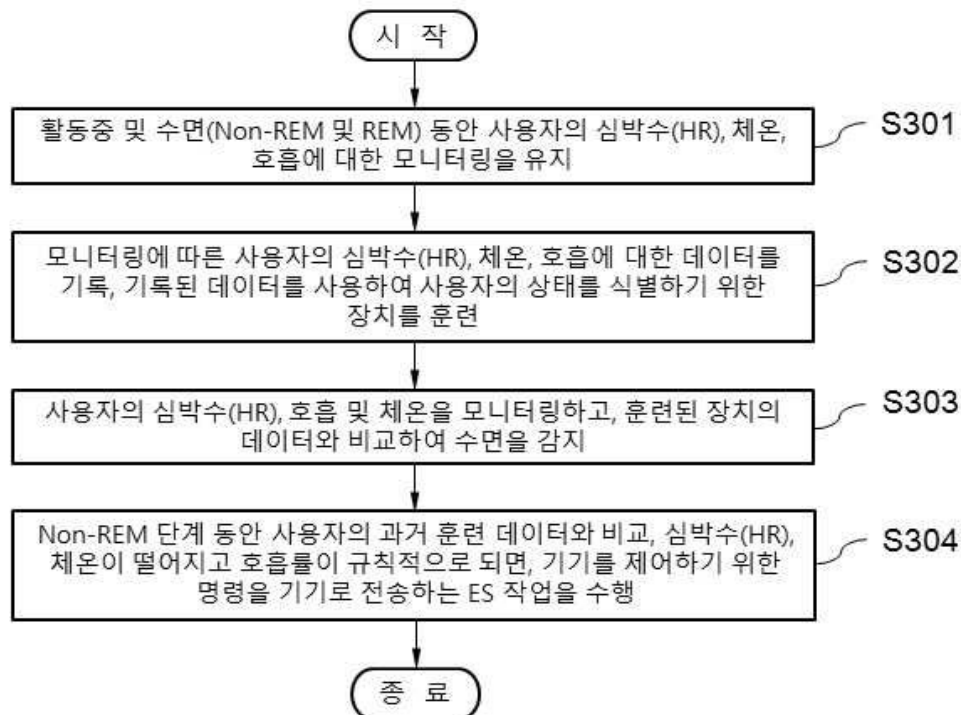 시 작
활동중 및 수면(Non-REM 및 REM) 동안 사용자의 심박수(HR), 체온,
호흡에 대한 모니터링을 유지
S301
모니터링에 따른 사용자의 심박수(HR), 체온, 호흡에 대한 데이터를
기록, 기록된 데이터를 사용하여 사용자의 상태를 식별하기 위한
장치를 훈련
S302
사용자의 심박수(HR), 호흡 및 체온을 모니터링하고, 훈련된 장치의
데이터와 비교하여 수면을 감지
S303
Non-REM 단계 동안 사용자의 과거 훈련 데이터와 비교, 심박수(HR),
체온이 떨어지고 호흡률이 규칙적으로 되면, 기기를 제어하기 위한
명령을 기기로 전송하는 ES 작업을 수행
S304
종 료